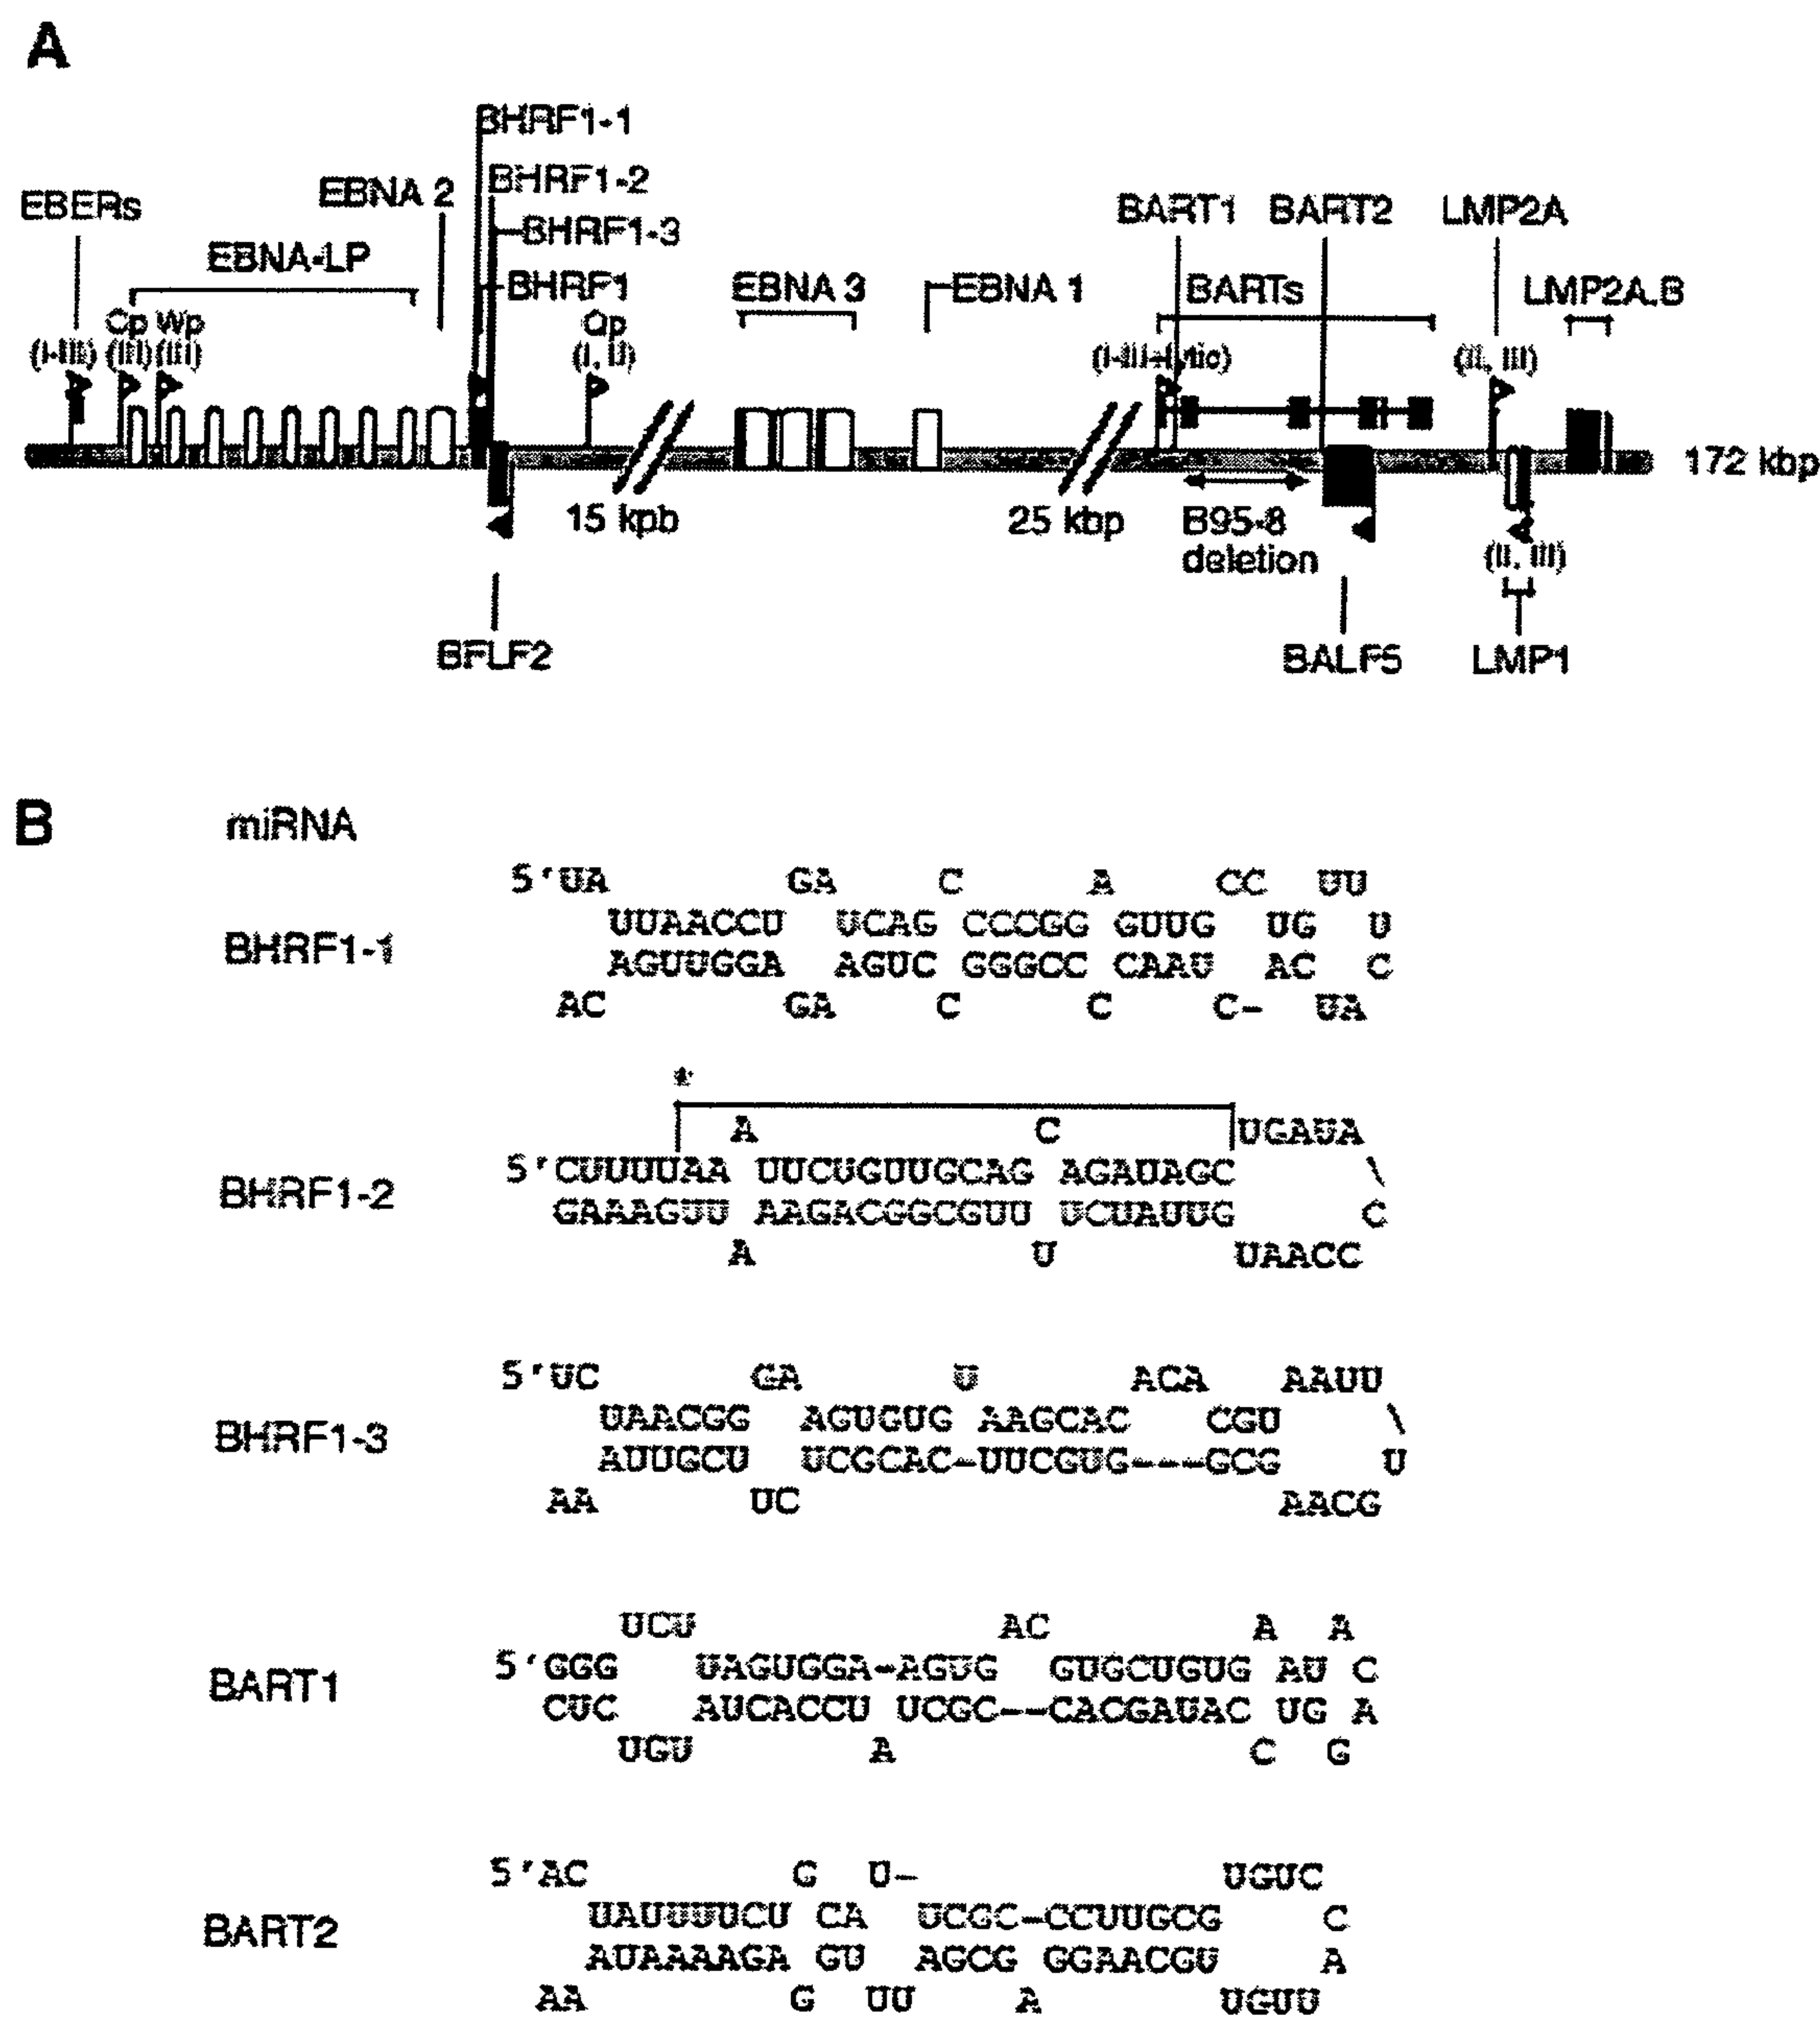 A
BHRF1-1
EBERs EBNA 2 BHRF1-2 BART1 BART2 LMP2A
BHRF1-3
EBNA-LP
BHRF1 EBNA 3 EBNA 1 BARTs LMP2A.B
Cp Wp Qp
(I-III) (III) (III) (I, II) (II, III)
172 kbp
15 kpb 25 kbp B95-8
deletion
(II, III)
BFLF2 BALF5 LMP1
B miRNA
5'UA GA C A CC UU
UUAACCU UCAG CCCGG GUUG UG U
BHRF1-1
AGUUGGA AGUC GGGCC CAAU AC C
AC GA C C C- UA
*
A C UGAUA
5'CUUUUAA UUCUGUUGCAG AGAUAGC \
BHRF1-2
GAAAGUU AAGACGGCGUU UCUAUUG C
A U UAACC
5'UC GA U ACA AAUU
UAACGG AGUGUG AAGCAC CGU \
BHRF1-3
AUUGCU UCGCAC-UUCGUG---GCG U
AA UC AACG
UCU AC A A
5'GGG UAGUGGA-AGUG GUGCUGUG AU C
BART1
CUC AUCACCU UCGC--CACGAUAC UG A
UGU A C G
5'AC G U- UGUC
UAUUUUCU CA UCGC-CCUUGCG C
BART2
AUAAAAGA GU AGCG GGAACGU A
AA G UU A UGUU